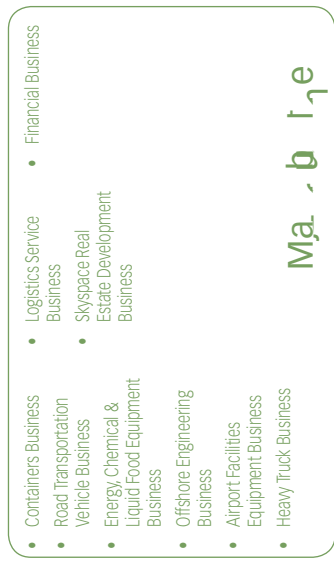 • Containers Business
• Road Transportation
Vehicle Business
• Energy, Chemical &
Liquid Food Equipment
Business
• Offshore Engineering
Business
• Airport Facilities
Equipment Business
• Heavy Truck Business
• Logistics Service
Business
• Skyspace Real
Estate Development
Business
• Financial Business